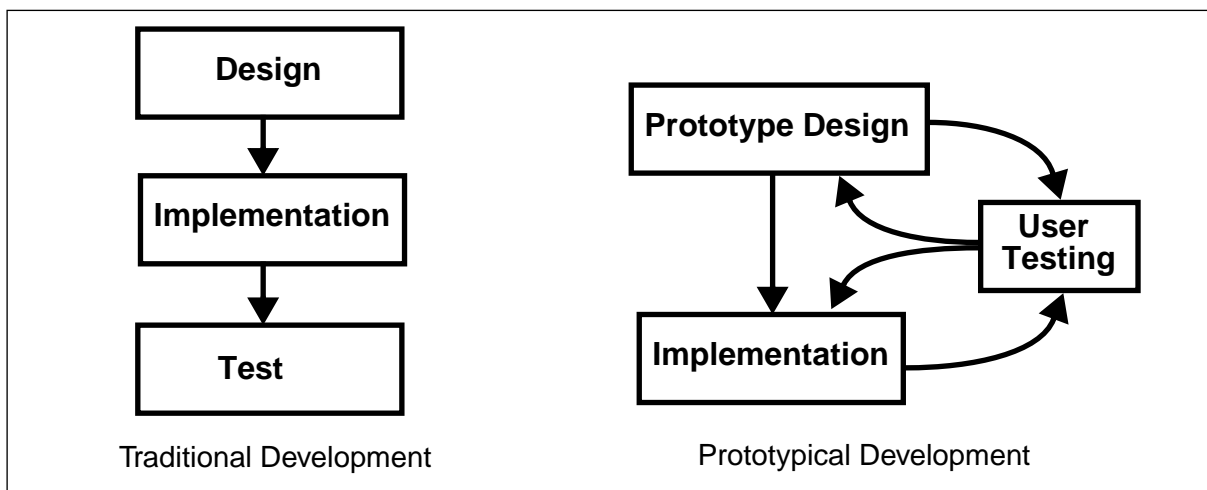 Design
Implementation
Test
Traditional Development
Prototype Design
User
Testing
Implementation
Prototypical Development